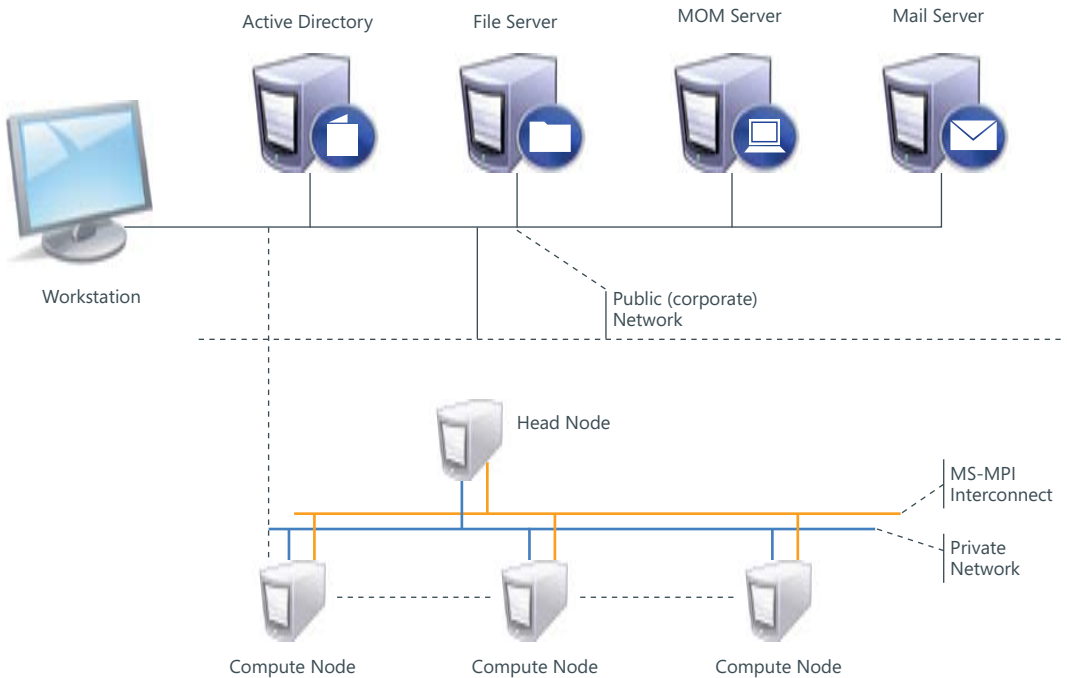 Active Directory
File Server
MOM Server
Mail Server
Workstation
Public (corporate)
Network
Head Node
MS-MPI
Interconnect
Private
Network
Compute Node
Compute Node
Compute Node